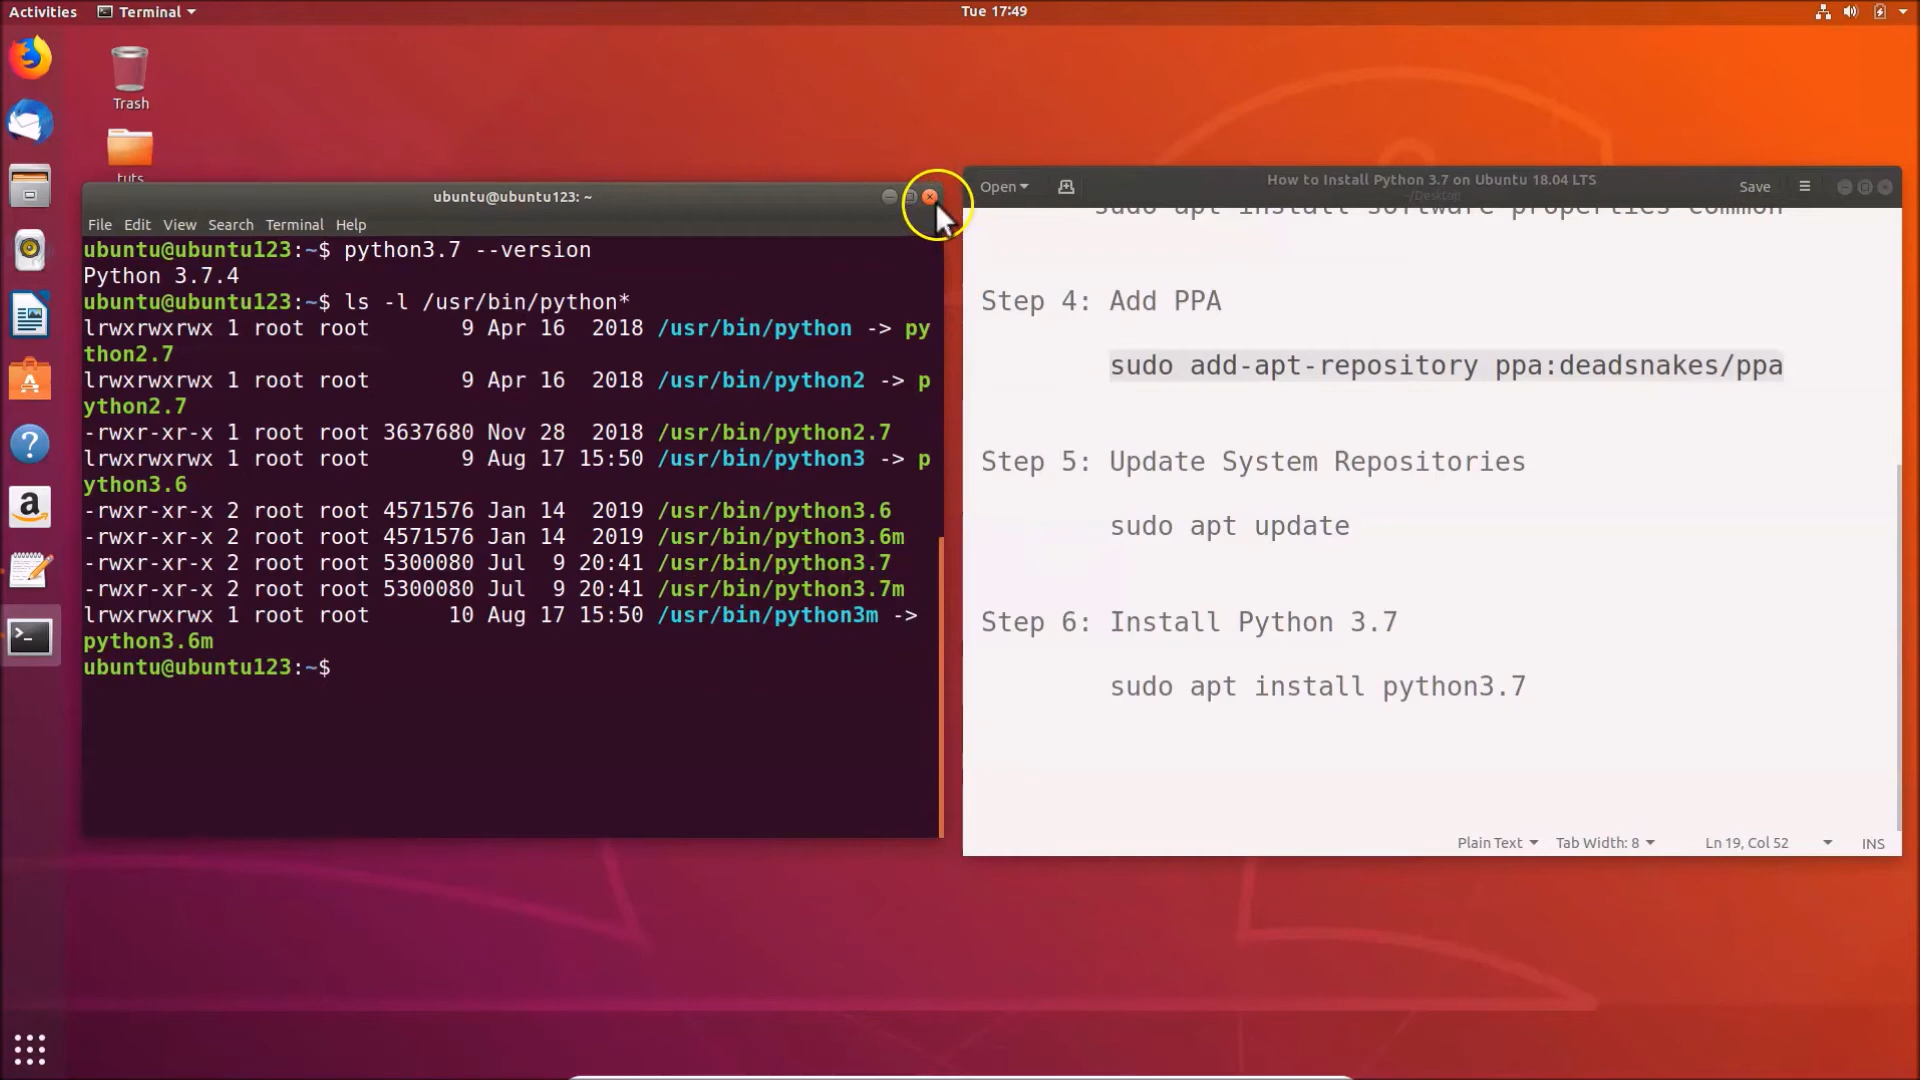 Activities Terminal Tue 17:49
Trash
tuts
ubuntu@ubuntu123: ~
File Edit View Search Terminal Help
ubuntu@ubuntu123:~$ python3.7 --version
Python 3.7.4
ubuntu@ubuntu123:~$ ls -l /usr/bin/python*
lrwxrwxrwx 1 root root 9 Apr 16 2018 /usr/bin/python -> py
thon2.7
lrwxrwxrwx 1 root root 9 Apr 16 2018 /usr/bin/python2 -> p
ython2.7
-rwxr-xr-x 1 root root 3637680 Nov 28 2018 /usr/bin/python2.7
lrwxrwxrwx 1 root root 9 Aug 17 15:50 /usr/bin/python3 -> p
ython3.6
-rwxr-xr-x 2 root root 4571576 Jan 14 2019 /usr/bin/python3.6
-rwxr-xr-x 2 root root 4571576 Jan 14 2019 /usr/bin/python3.6m
-rwxr-xr-x 2 root root 5300080 Jul 9 20:41 /usr/bin/python3.7
-rwxr-xr-x 2 root root 5300080 Jul 9 20:41 /usr/bin/python3.7m
lrwxrwxrwx 1 root root 10 Aug 17 15:50 /usr/bin/python3m ->
python3.6m
ubuntu@ubuntu123:~$
Open How to Install Python 3.7 on Ubuntu 18.04 LTS Save
~/Desktop
sudo apt install software properties common
Step 4: Add PPA
sudo add-apt-repository ppa:deadsnakes/ppa
Step 5: Update System Repositories
sudo apt update
Step 6: Install Python 3.7
sudo apt install python3.7
Plain Text Tab Width: 8 Ln 19, Col 52 INS